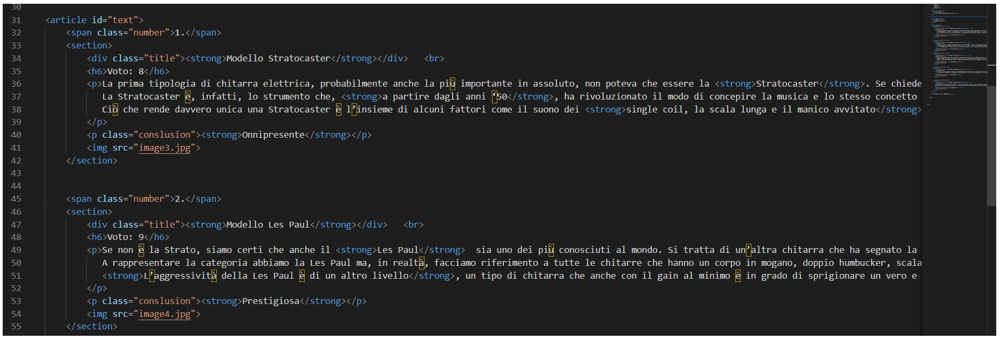 30
31 <article id="text">
32 <span class="number">1.</span>
33 <section>
34 <div class="title"><strong>Modello Stratocaster</strong></div> <br>
35 <h6>Voto: 8</h6>
36 <p>La prima tipologia di chitarra elettrica, probabilmente anche la più importante in assoluto, non poteva che essere la <strong>Stratocaster</strong>. Se chiede
37 La Stratocaster è, infatti, lo strumento che, <strong>a partire dagli anni ‘50</strong>, ha rivoluzionato il modo di concepire la musica e lo stesso concetto
38 Ciò che rende davvero unica una Stratocaster è l’insieme di alcuni fattori come il suono dei <strong>single coil, la scala lunga e il manico avvitato</strong>
39 </p>
40 <p class="conslusion"><strong>Onnipresente</strong></p>
41 <img src="image3.jpg">
42 </section>
43
44
45 <span class="number">2.</span>
46 <section>
47 <div class="title"><strong>Modello Les Paul</strong></div> <br>
48 <h6>Voto: 9</h6>
49 <p>Se non è la Strato, siamo certi che anche il <strong>Les Paul</strong>  sia uno dei più conosciuti al mondo. Si tratta di un’altra chitarra che ha segnato la
50 A rappresentare la categoria abbiamo la Les Paul ma, in realtà, facciamo riferimento a tutte le chitarre che hanno un corpo in mogano, doppio humbucker, scala
51 <strong>L’aggressività della Les Paul è di un altro livello</strong>, un tipo di chitarra che anche con il gain al minimo è in grado di sprigionare un vero e
52 </p>
53 <p class="conslusion"><strong>Prestigiosa</strong></p>
54 <img src="image4.jpg">
55 </section>